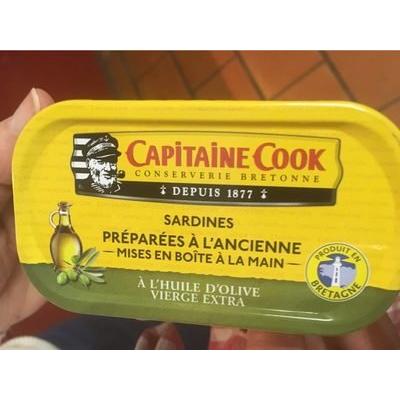 CAPITAINE COOK
CONSERVERIE BRETONNE
DEPUIS 1877
SARDINES
PRÉPARÉES À L'ANCIENNE
MISES EN BOÎTE À LA MAIN
À L'HUILE D'OLIVE
VIERGE EXTRA
PRODUIT EN
BRETAGNE